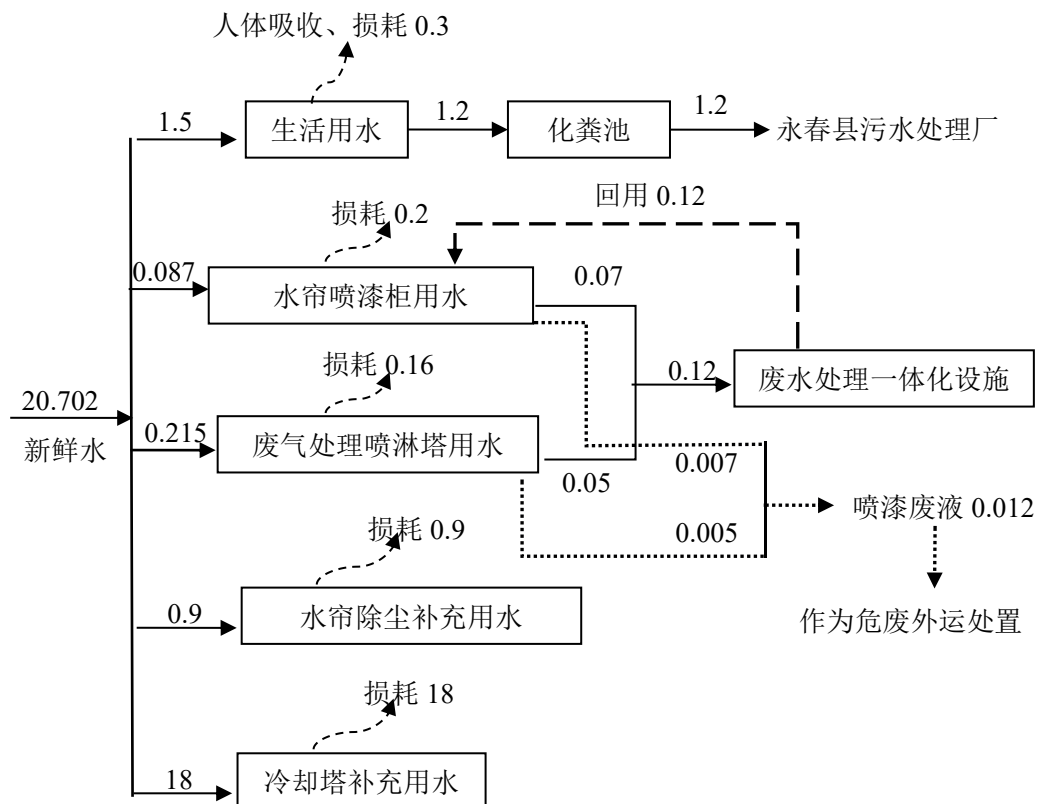 人体吸收、损耗 0.3
1.5
生活用水
1.2
化粪池
1.2
永春县污水处理厂
回用 0.12
损耗 0.2
0.087
水帘喷漆柜用水
0.07
损耗 0.16
0.12
废水处理一体化设施
20.702
新鲜水
0.215
废气处理喷淋塔用水
0.05
0.007
喷漆废液 0.012
0.005
损耗 0.9
0.9
水帘除尘补充用水
作为危废外运处置
损耗 18
18
冷却塔补充用水